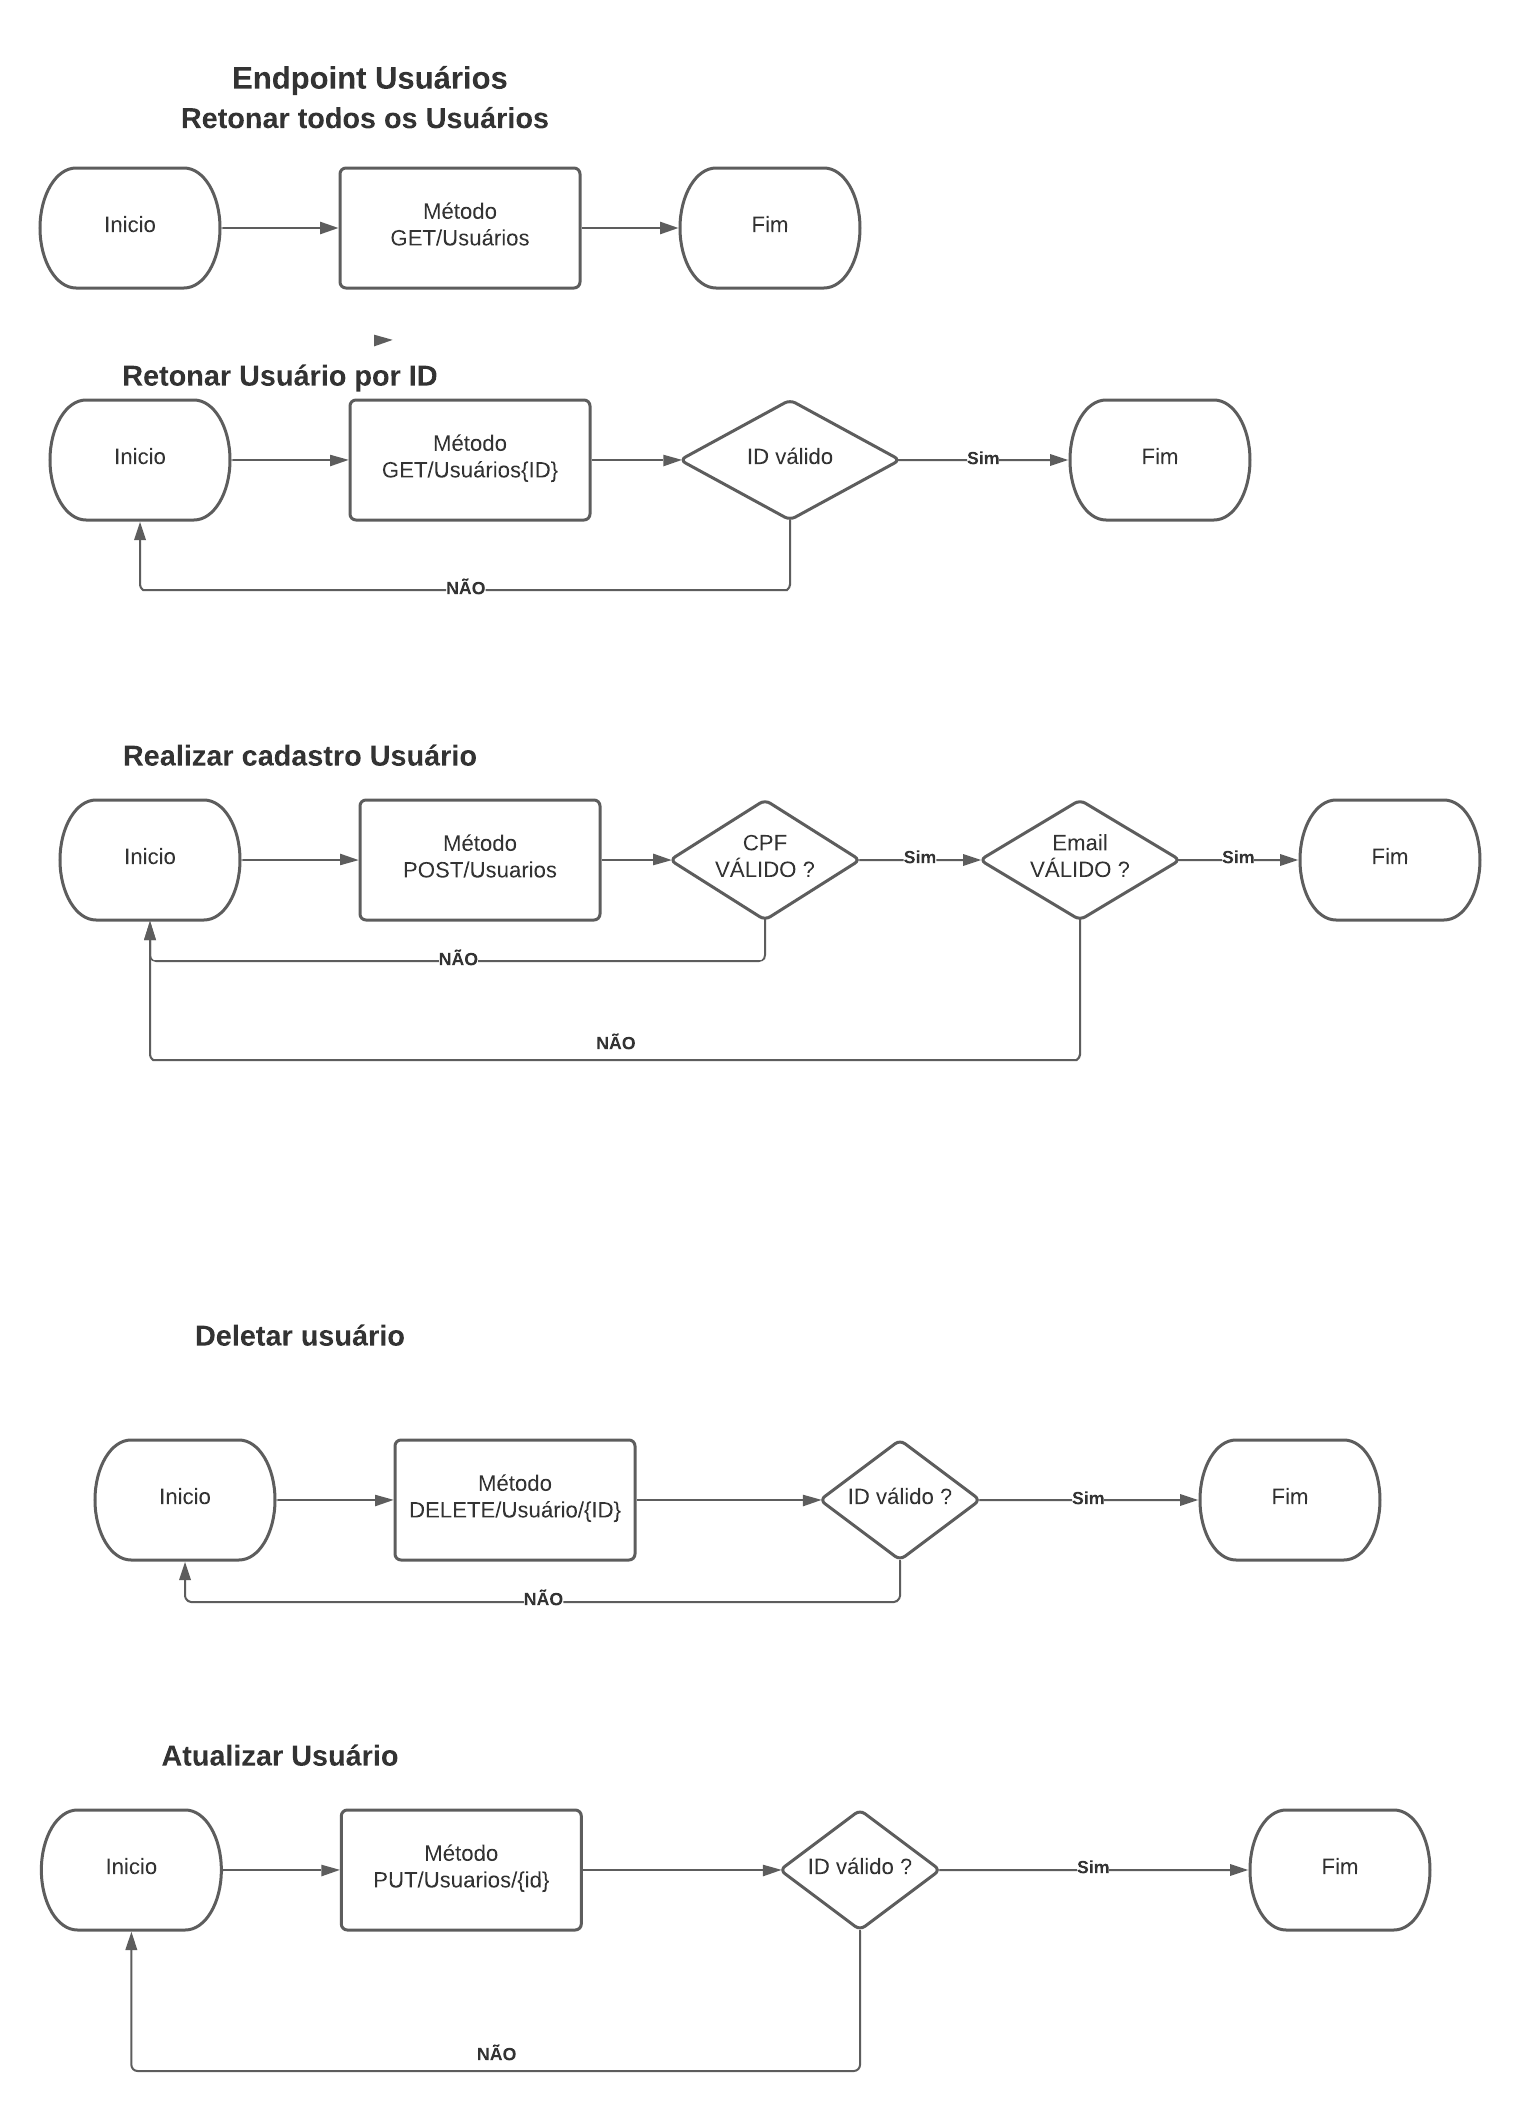 Endpoint Usuários
Retonar todos os Usuários
Inicio
Método
GET/Usuários
Fim
Retonar Usuário por ID
Inicio
Método
GET/Usuários{ID}
ID válido
Sim
Fim
NÃO
Realizar cadastro Usuário
Inicio
Método
POST/Usuarios
CPF
VÁLIDO ?
Sim
Email
VÁLIDO ?
Sim
Fim
NÃO
NÃO
Deletar usuário
Inicio
Método
DELETE/Usuário/{ID}
ID válido ?
Sim
Fim
NÃO
Atualizar Usuário
Inicio
Método
PUT/Usuarios/{id}
ID válido ?
Sim
Fim
NÃO